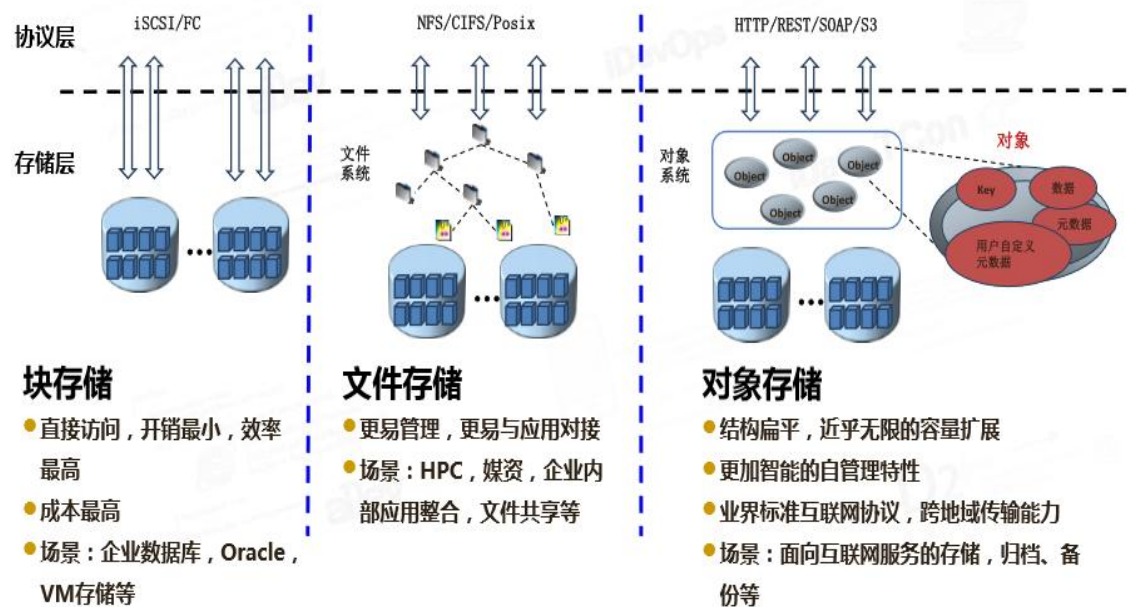 协议层
iSCSI/FC
NFS/CIFS/Posix
HTTP/REST/SOAP/S3
存储层
文件
系统
对象
系统
Object
Object
Object
Object
Object
对象
Key
数据
元数据
用户自定义
元数据
块存储
直接访问，开销最小，效率
最高
成本最高
场景：企业数据库，Oracle，
VM存储等
文件存储
更易管理，更易与应用对接
场景：HPC，媒资，企业内
部应用整合，文件共享等
对象存储
结构扁平，近乎无限的容量扩展
更加智能的自管理特性
业界标准互联网协议，跨地域传输能力
场景：面向互联网服务的存储，归档、备
份等